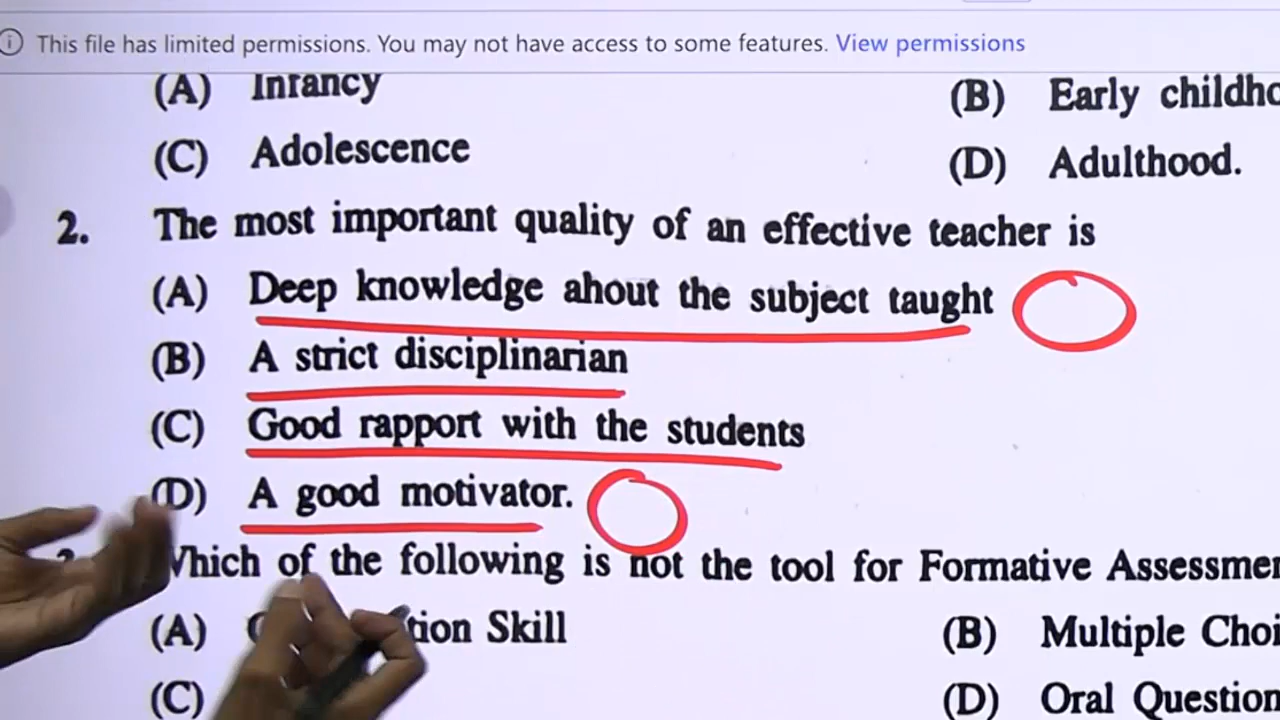 This file has limited permissions. You may not have access to some features. View permissions
(A) Infancy (B) Early childho
(C) Adolescence (D) Adulthood.
2. The most important quality of an effective teacher is
(A) Deep knowledge ahout the subject taught
(B) A strict disciplinarian
(C) Good rapport with the students
(D) A good motivator.
Which of the following is not the tool for Formative Assessmen
(A) tion Skill (B) Multiple Choi
(C) (D) Oral Question